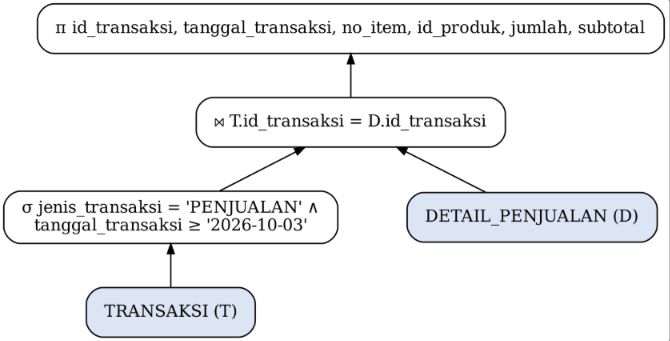 π id_transaksi, tanggal_transaksi, no_item, id_produk, jumlah, subtotal
⋈ T.id_transaksi = D.id_transaksi
σ jenis_transaksi = 'PENJUALAN' ∧
tanggal_transaksi ≥ '2026-10-03'
DETAIL_PENJUALAN (D)
TRANSAKSI (T)